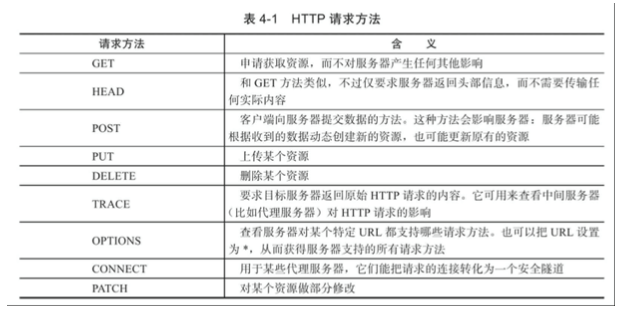 表 4-1 HTTP 请求方法
请求方法 含 义
GET 申请获取资源，而不对服务器产生任何其他影响
HEAD 和 GET 方法类似，不过仅要求服务器返回头部信息，而不需要传输任
何实际内容
POST 客户端向服务器提交数据的方法。这种方法会影响服务器：服务器可能
根据收到的数据动态创建新的资源，也可能更新原有的资源
PUT 上传某个资源
DELETE 删除某个资源
TRACE 要求目标服务器返回原始 HTTP 请求的内容。它可用来查看中间服务器
（比如代理服务器）对 HTTP 请求的影响
OPTIONS 查看服务器对某个特定 URL 都支持哪些请求方法。也可以把 URL 设置
为 *，从而获得服务器支持的所有请求方法
CONNECT 用于某些代理服务器，它们能把请求的连接转化为一个安全隧道
PATCH 对某个资源做部分修改